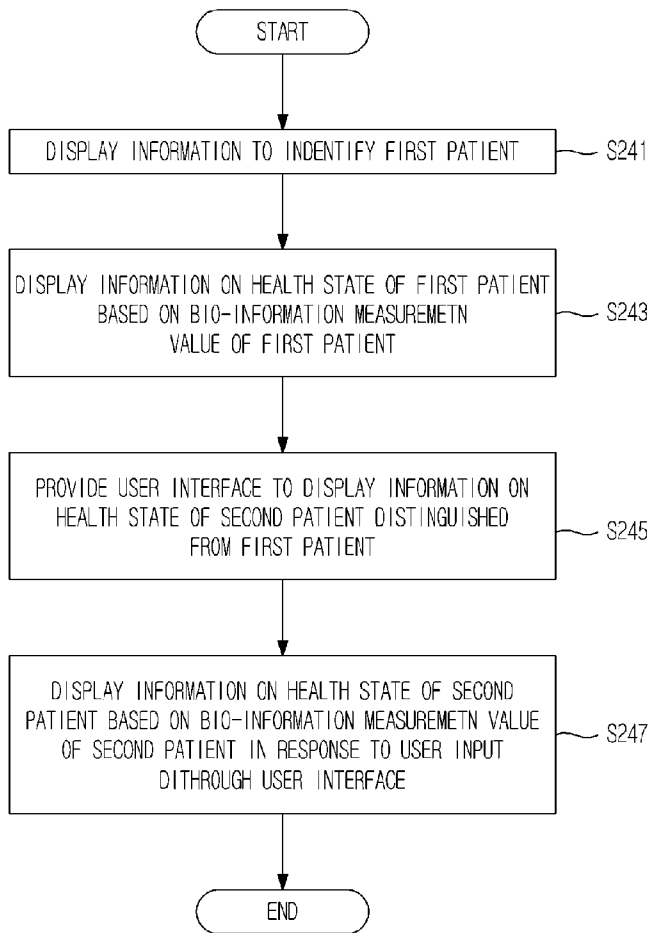 START
DISPLAY INFORMATION TO INDENTIFY FIRST PATIENT
S241
DISPLAY INFORMATION ON HEALTH STATE OF FIRST PATIENT
BASED ON BIO-INFORMATION MEASUREMETN
VALUE OF FIRST PATIENT
S243
PROVIDE USER INTERFACE TO DISPLAY INFORMATION ON
HEALTH STATE OF SECOND PATIENT DISTINGUISHED
FROM FIRST PATIENT
S245
DISPLAY INFORMATION ON HEALTH STATE OF SECOND
PATIENT BASED ON BIO-INFORMATION MEASUREMETN VALUE
OF SECOND PATIENT IN RESPONSE TO USER INPUT
DITHROUGH USER INTERFACE
S247
END